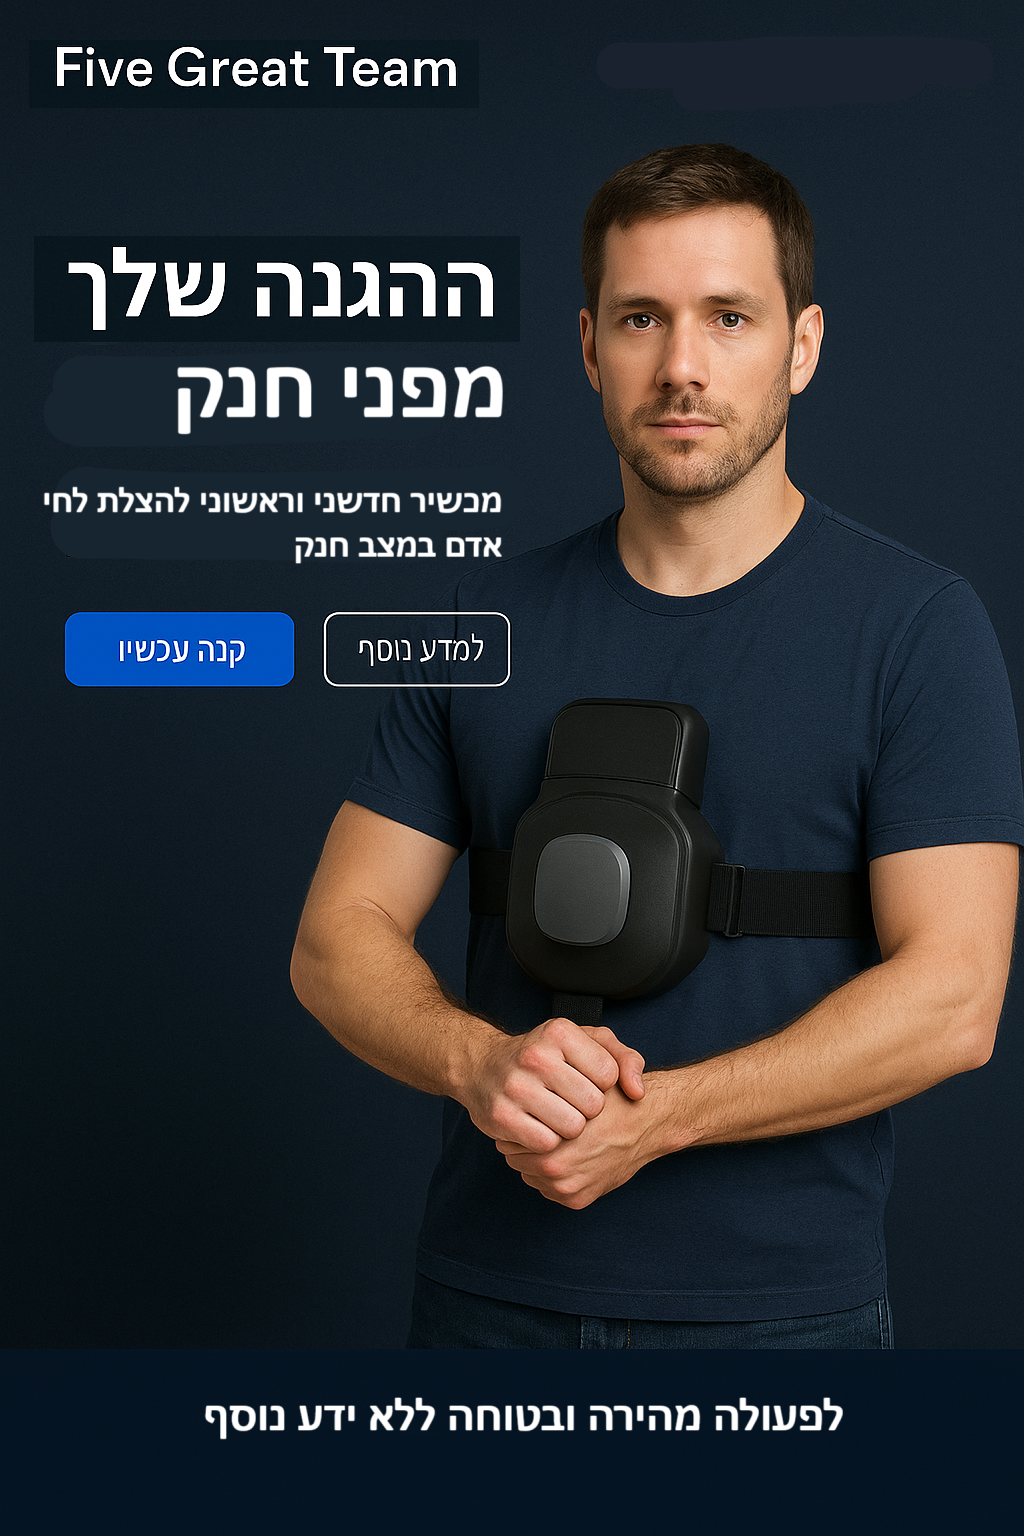 Five Great Team
ההגנה שלך
מפני חנק
מכשיר חדשני וראשוני להצלת לחי
אדם במצב חנק
למדע נוסף
קנה עכשיו
לפעולה מהירה ובטוחה ללא ידע נוסף